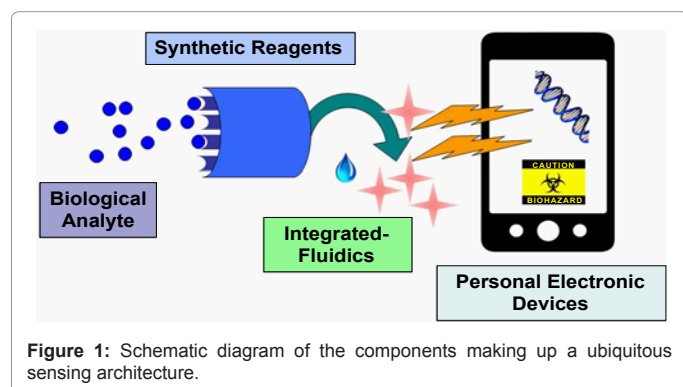 Synthetic Reagents
Biological
Analyte
Integrated-
Fluidics
CAUTION
BIOHAZARD
Personal Electronic
Devices
Figure 1: Schematic diagram of the components making up a ubiquitous
sensing architecture.